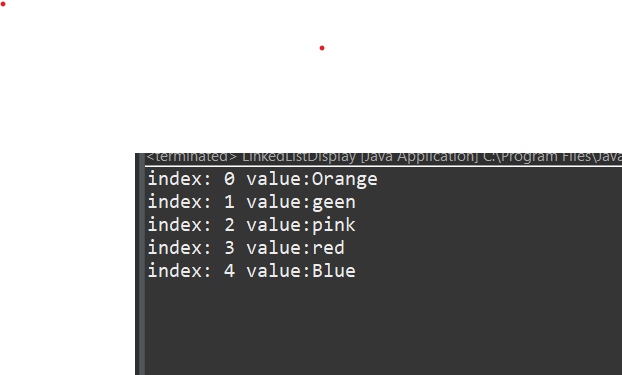 <terminated> LinkedListDisplay [Java Application] C:\Program Files\Java
index: 0 value:Orange
index: 1 value:geen
index: 2 value:pink
index: 3 value:red
index: 4 value:Blue